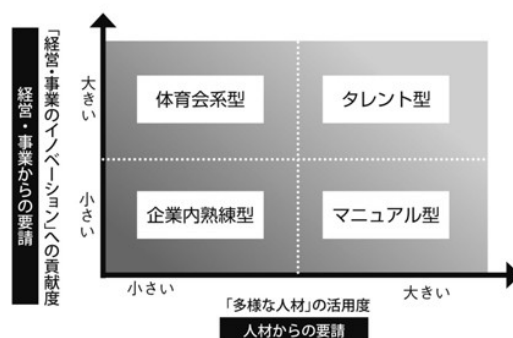 経営・事業からの要請
「経営・事業のイノベーション」への貢献度
大きい
小さい
体育会系型
タレント型
企業内熟練型
マニュアル型
小さい
大きい
「多様な人材」の活用度
人材からの要請